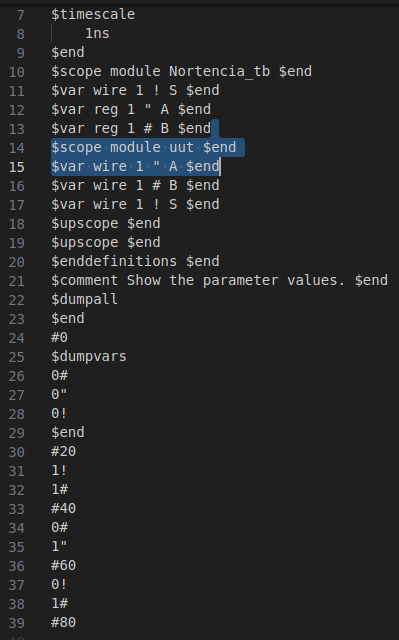 7 $timescale
8     1ns
9 $end
10 $scope module Nortencia_tb $end
11 $var wire 1 ! S $end
12 $var reg 1 " A $end
13 $var reg 1 # B $end
14 $scope module uut $end
15 $var wire 1 " A $end
16 $var wire 1 # B $end
17 $var wire 1 ! S $end
18 $upscope $end
19 $upscope $end
20 $enddefinitions $end
21 $comment Show the parameter values. $end
22 $dumpall
23 $end
24 #0
25 $dumpvars
26 0#
27 0"
28 0!
29 $end
30 #20
31 1!
32 1#
33 #40
34 0#
35 1"
36 #60
37 0!
38 1#
39 #80